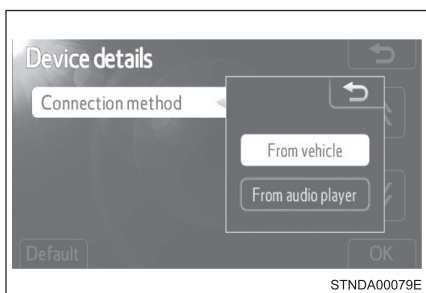 Device details
Connection method
From vehicle
From audio player
Default
OK
STNDA00079E